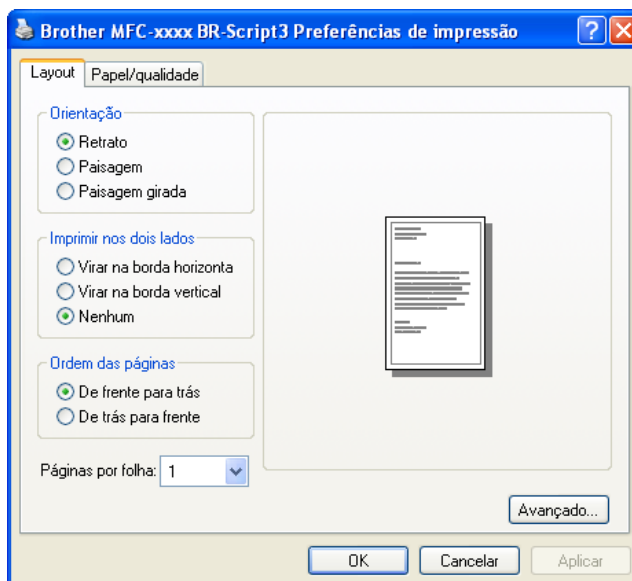 Brother MFC-xxxx BR-Script3 Preferências de impressão
Layout
Papel/qualidade
Orientação
Retrato
Paisagem
Paisagem girada
Imprimir nos dois lados
Virar na borda horizonta
Virar na borda vertical
Nenhum
Ordem das páginas
De frente para trás
De trás para frente
Páginas por folha: 1
Avançado...
OK
Cancelar
Aplicar